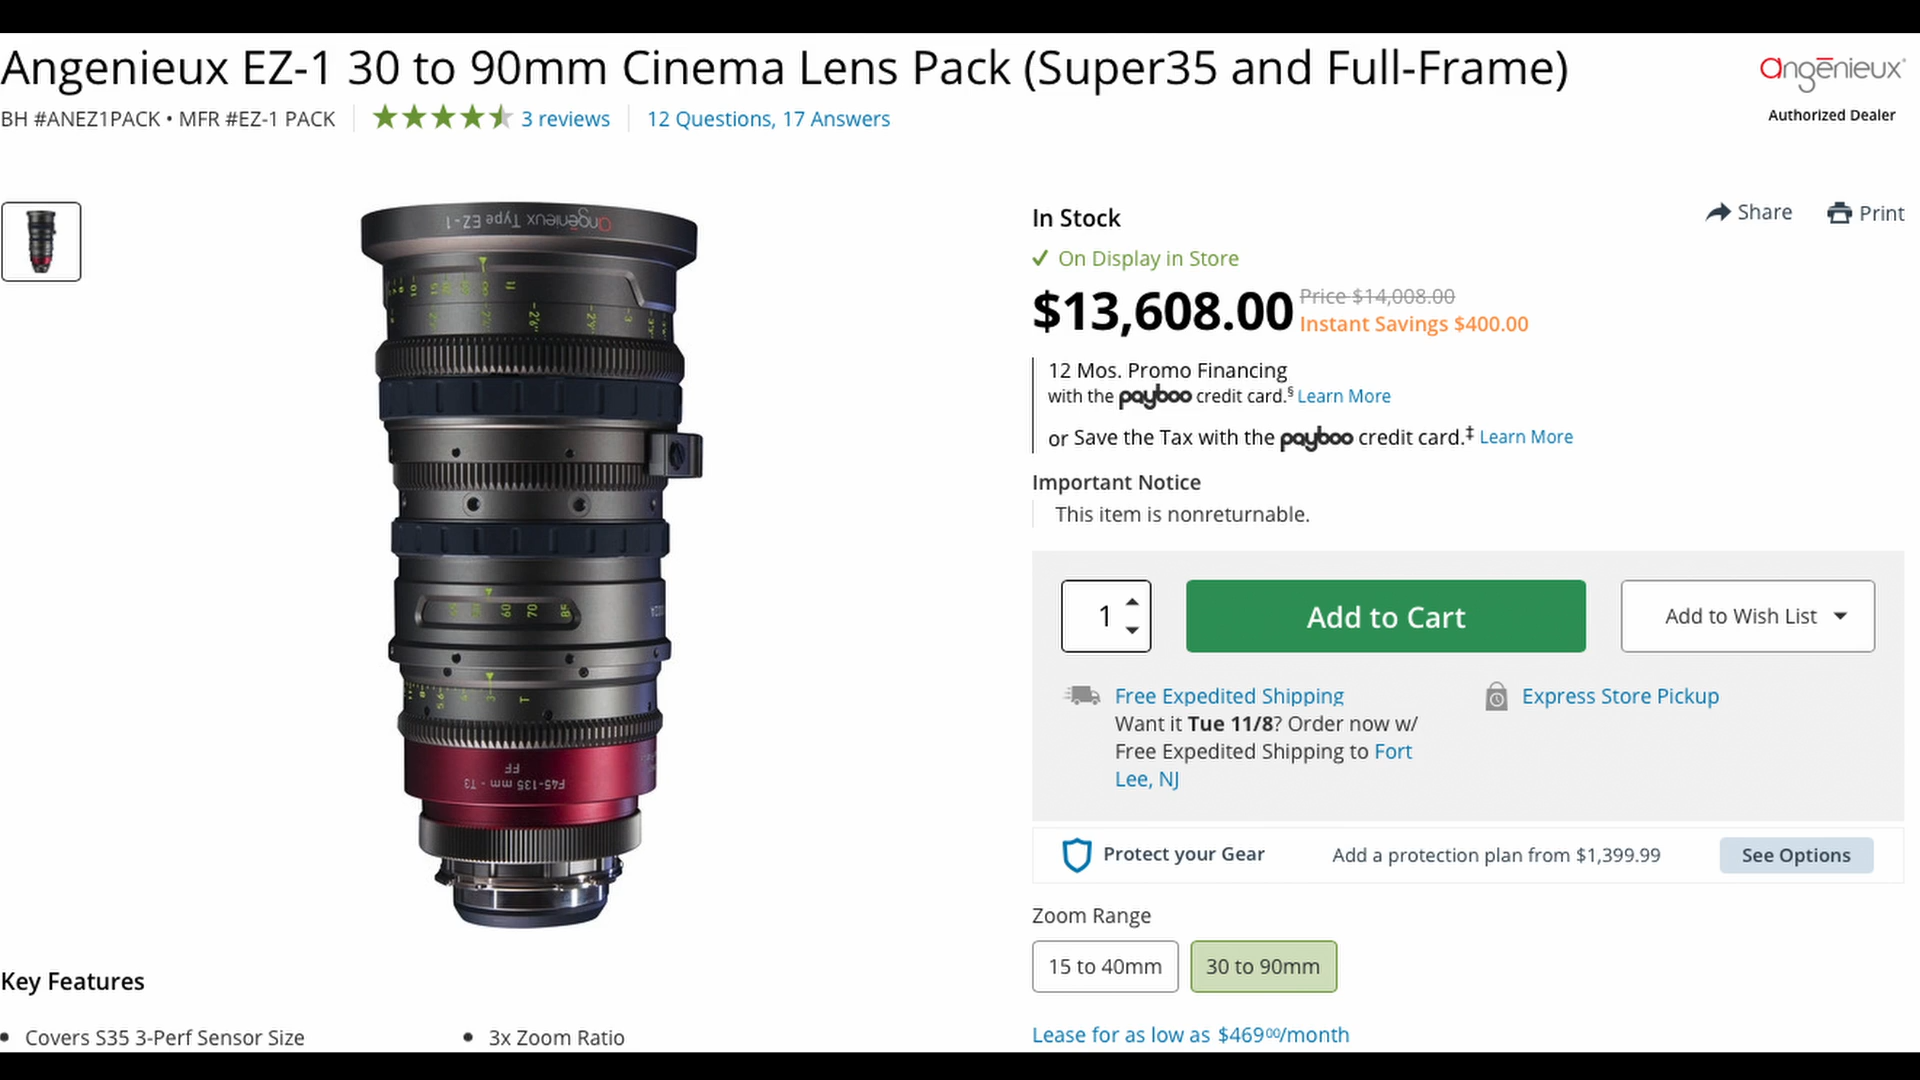 Angenieux EZ-1 30 to 90mm Cinema Lens Pack (Super35 and Full-Frame)
angēnieux®
Authorized Dealer
BH #ANEZ1PACK • MFR #EZ-1 PACK
3 reviews
12 Questions, 17 Answers
angēnieux Type EZ-1
F45-135 mm - T3
FF
60 70 85
In Stock
Share
Print
✓ On Display in Store
$13,608.00
Price $14,008.00
Instant Savings $400.00
12 Mos. Promo Financing
with the payboo credit card.§ Learn More
or Save the Tax with the payboo credit card.‡ Learn More
Important Notice
This item is nonreturnable.
1
Add to Cart
Add to Wish List
Free Expedited Shipping
Want it Tue 11/8? Order now w/
Free Expedited Shipping to Fort
Lee, NJ
Express Store Pickup
Protect your Gear
Add a protection plan from $1,399.99
See Options
Zoom Range
15 to 40mm
30 to 90mm
Lease for as low as $469⁰⁰/month
Key Features
• Covers S35 3-Perf Sensor Size
• 3x Zoom Ratio